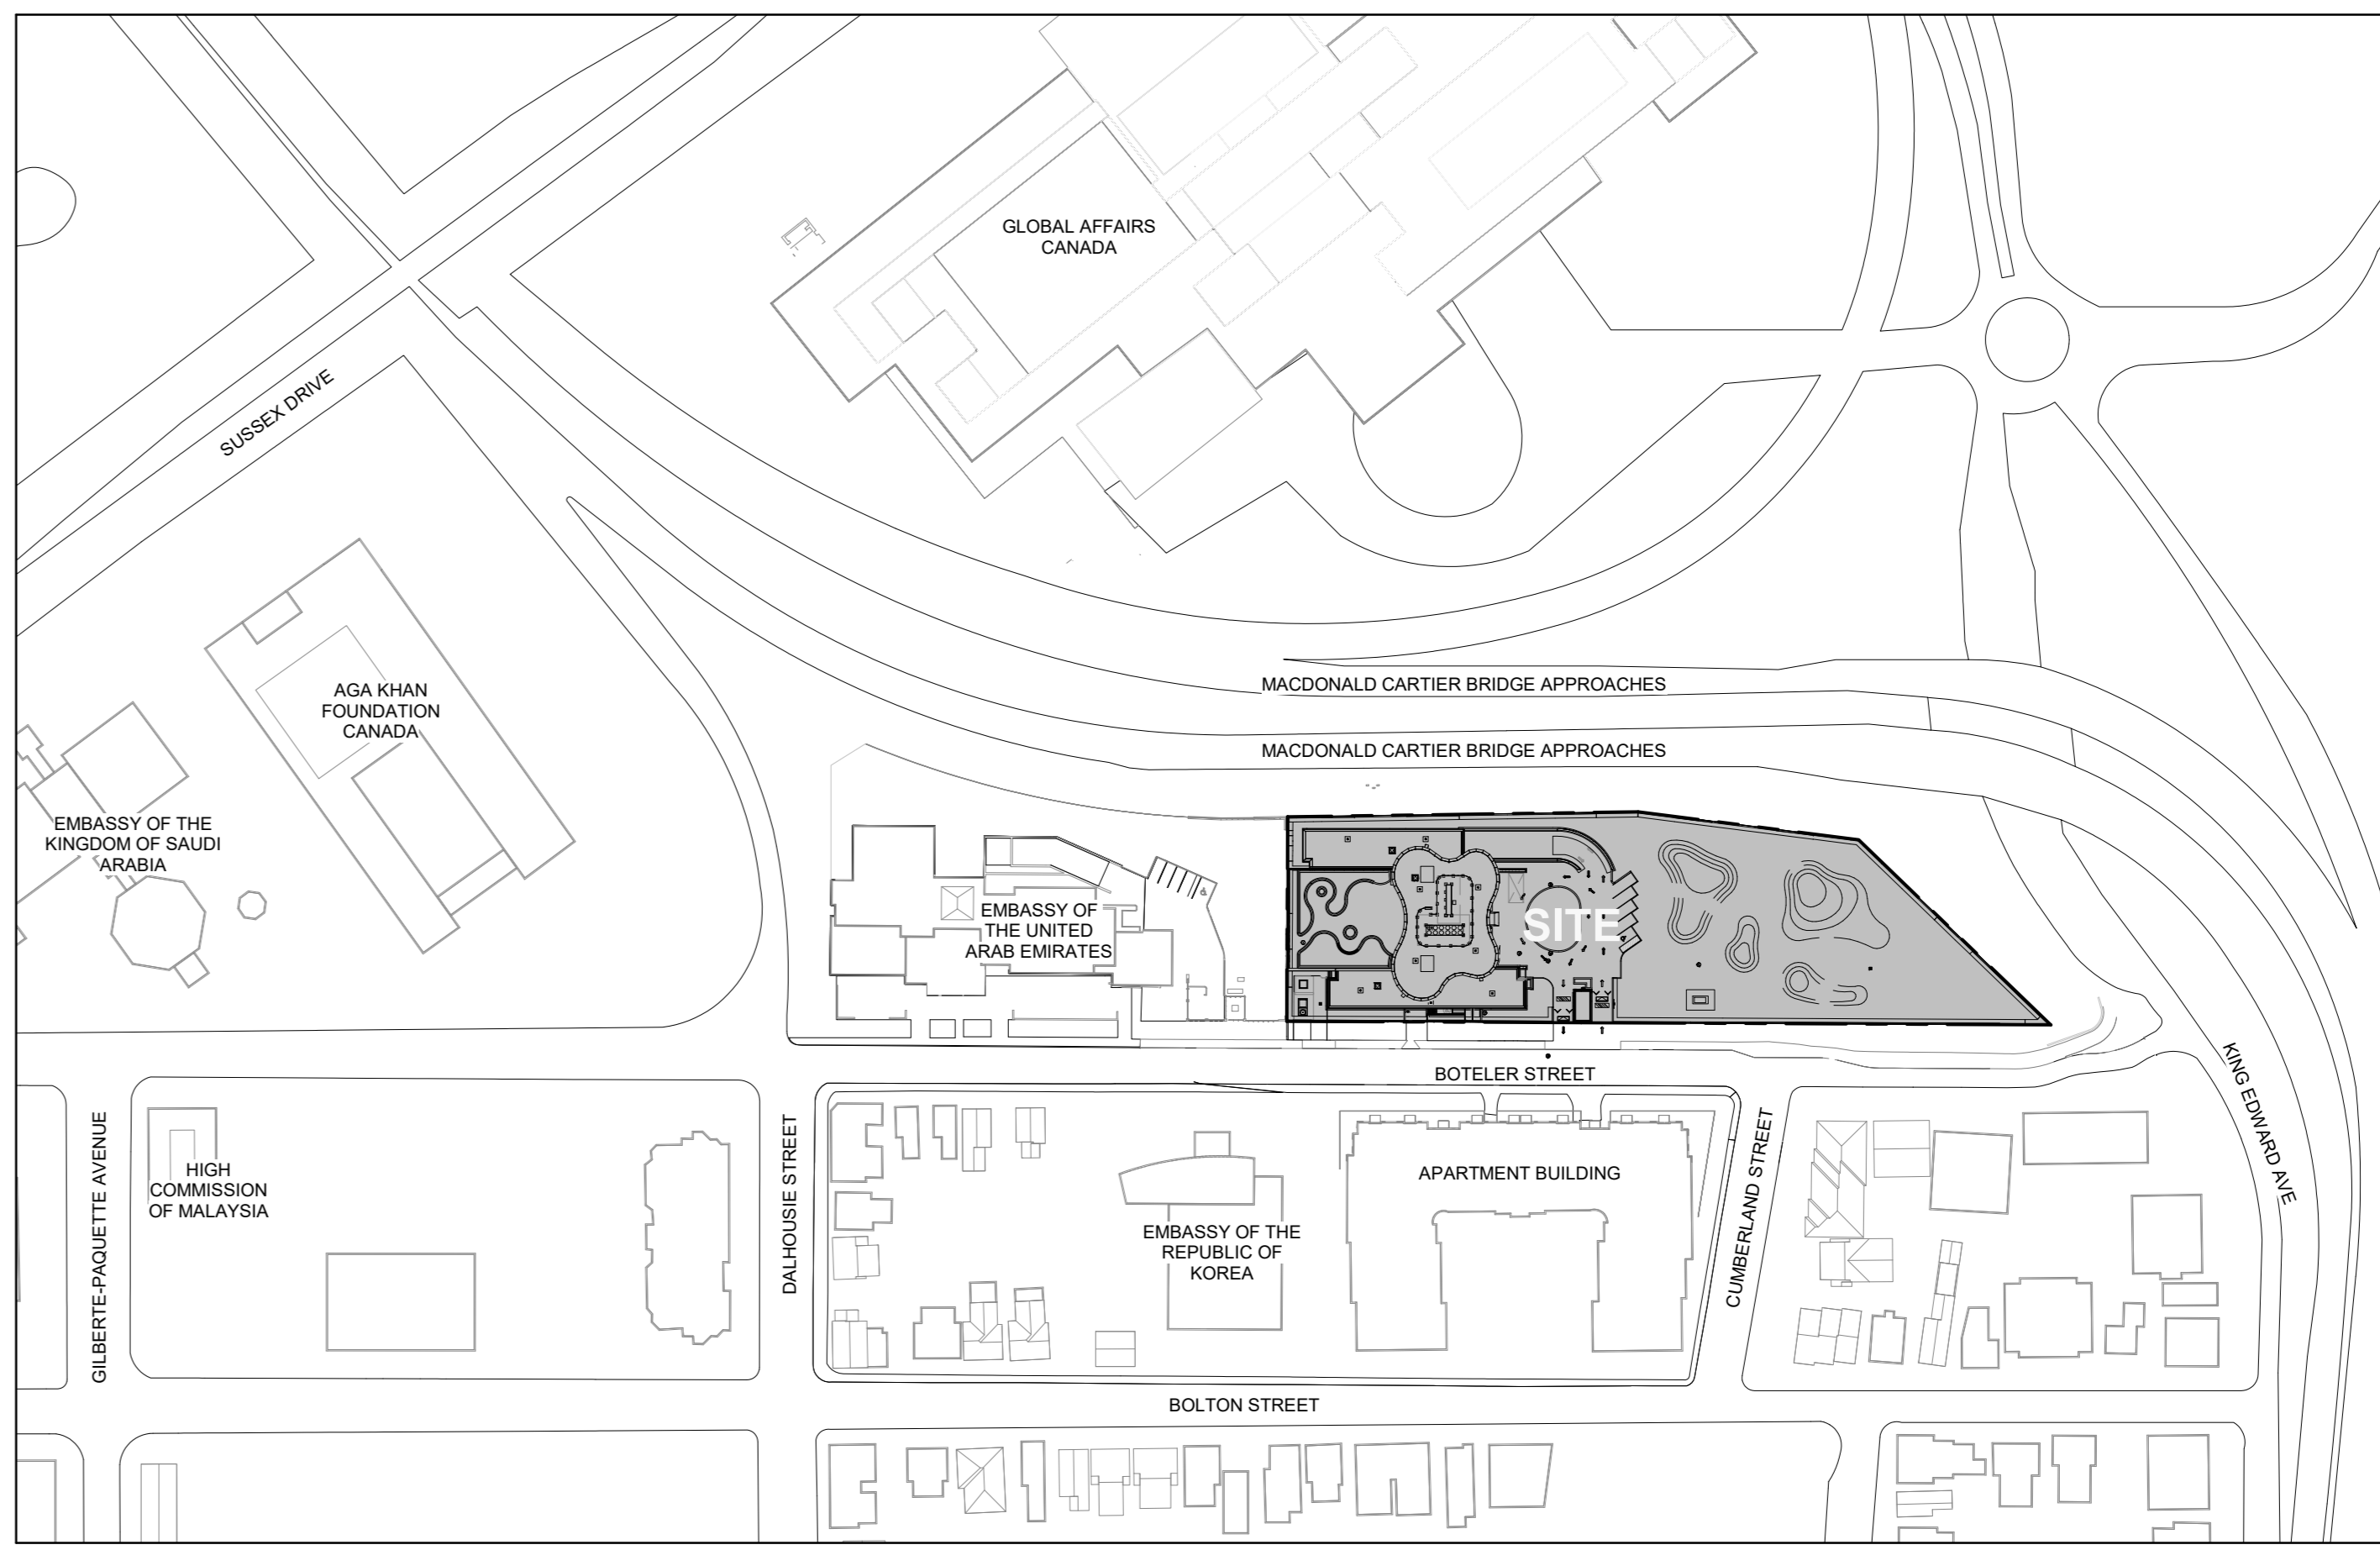 GLOBAL AFFAIRS
CANADA
SUSSEX DRIVE
MACDONALD CARTIER BRIDGE APPROACHES
AGA KHAN
FOUNDATION
CANADA
MACDONALD CARTIER BRIDGE APPROACHES
EMBASSY OF THE
KINGDOM OF SAUDI
ARABIA
EMBASSY OF
THE UNITED
ARAB EMIRATES
SITE
BOTELER STREET
KING EDWARD AVE
GILBERTE-PAQUETTE AVENUE
HIGH
COMMISSION
OF MALAYSIA
DALHOUSIE STREET
APARTMENT BUILDING
CUMBERLAND STREET
EMBASSY OF THE
REPUBLIC OF
KOREA
BOLTON STREET